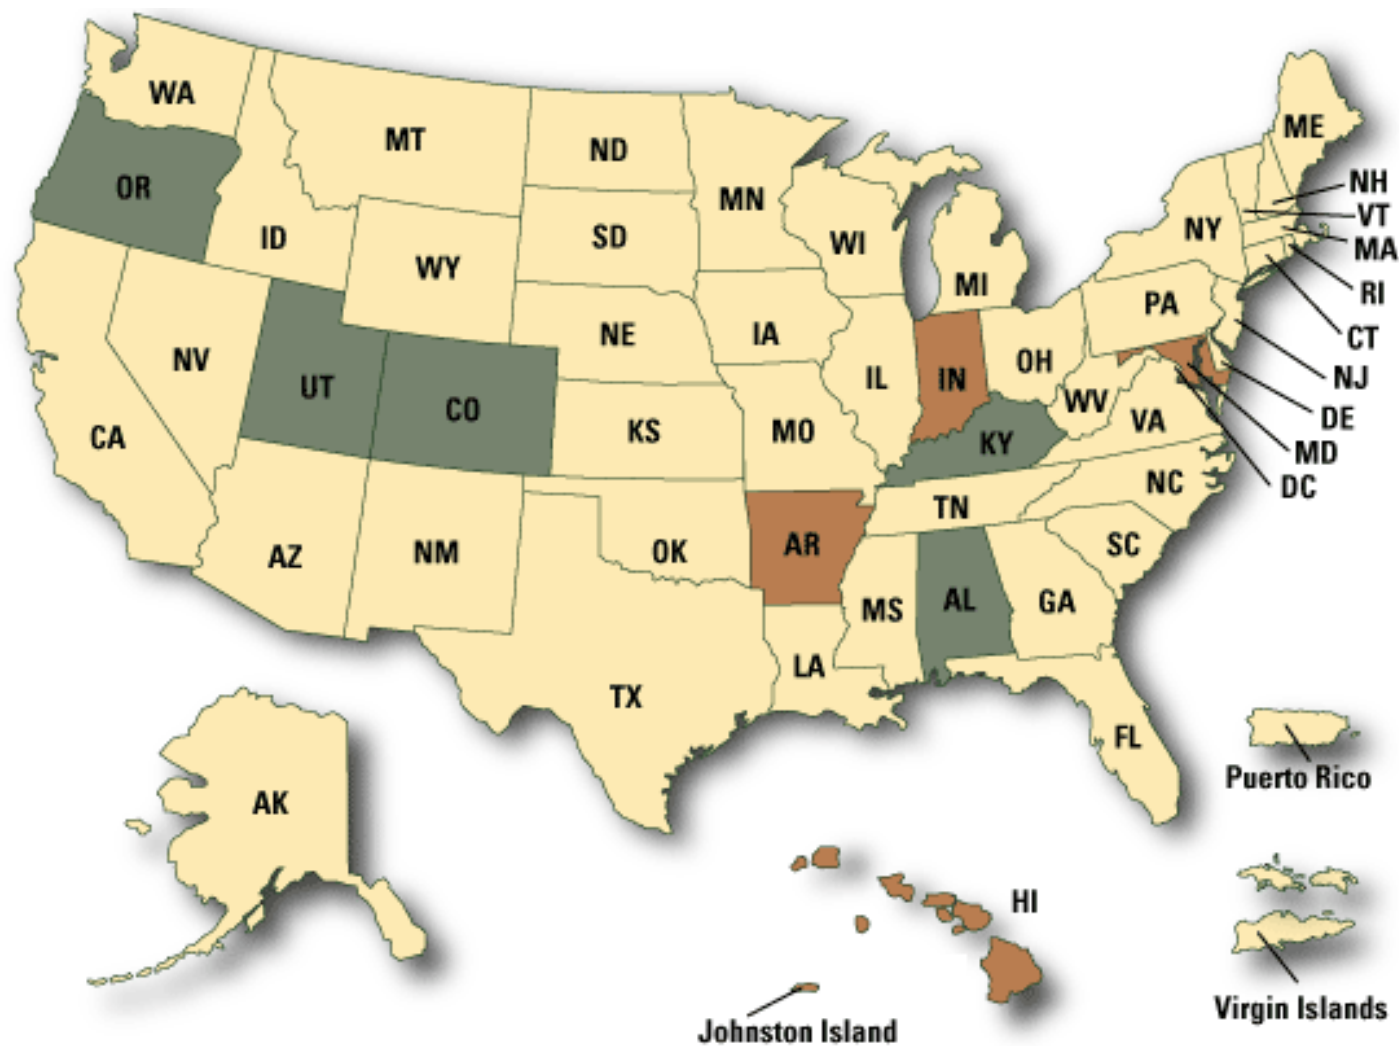 WA
MT
ND
MN
ME
OR
ID
WY
SD
WI
MI
NY
NH
VT
MA
RI
CT
NJ
DE
MD
DC
PA
NE
IA
IL
IN
OH
NV
UT
CO
KS
MO
KY
WV
VA
CA
AZ
NM
OK
AR
TN
NC
SC
MS
AL
GA
LA
TX
FL
AK
HI
Puerto Rico
Johnston Island
Virgin Islands